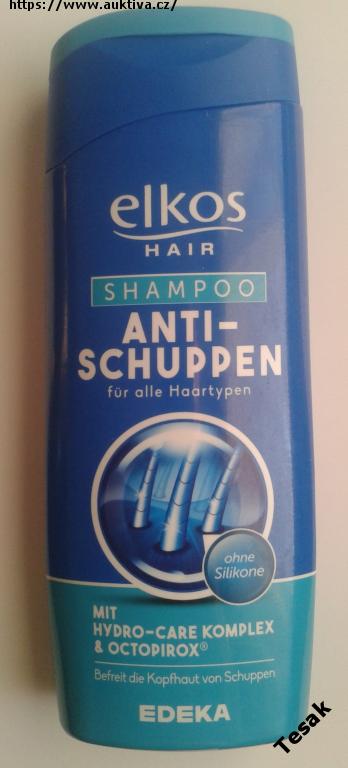 https://www.auktiva.cz/
elkos
HAIR
SHAMPOO
ANTI-
SCHUPPEN
für alle Haartypen
ohne
Silikone
MIT
HYDRO-CARE KOMPLEX
& OCTOPIROX®
Befreit die Kopfhaut von Schuppen
EDEKA
Tesak